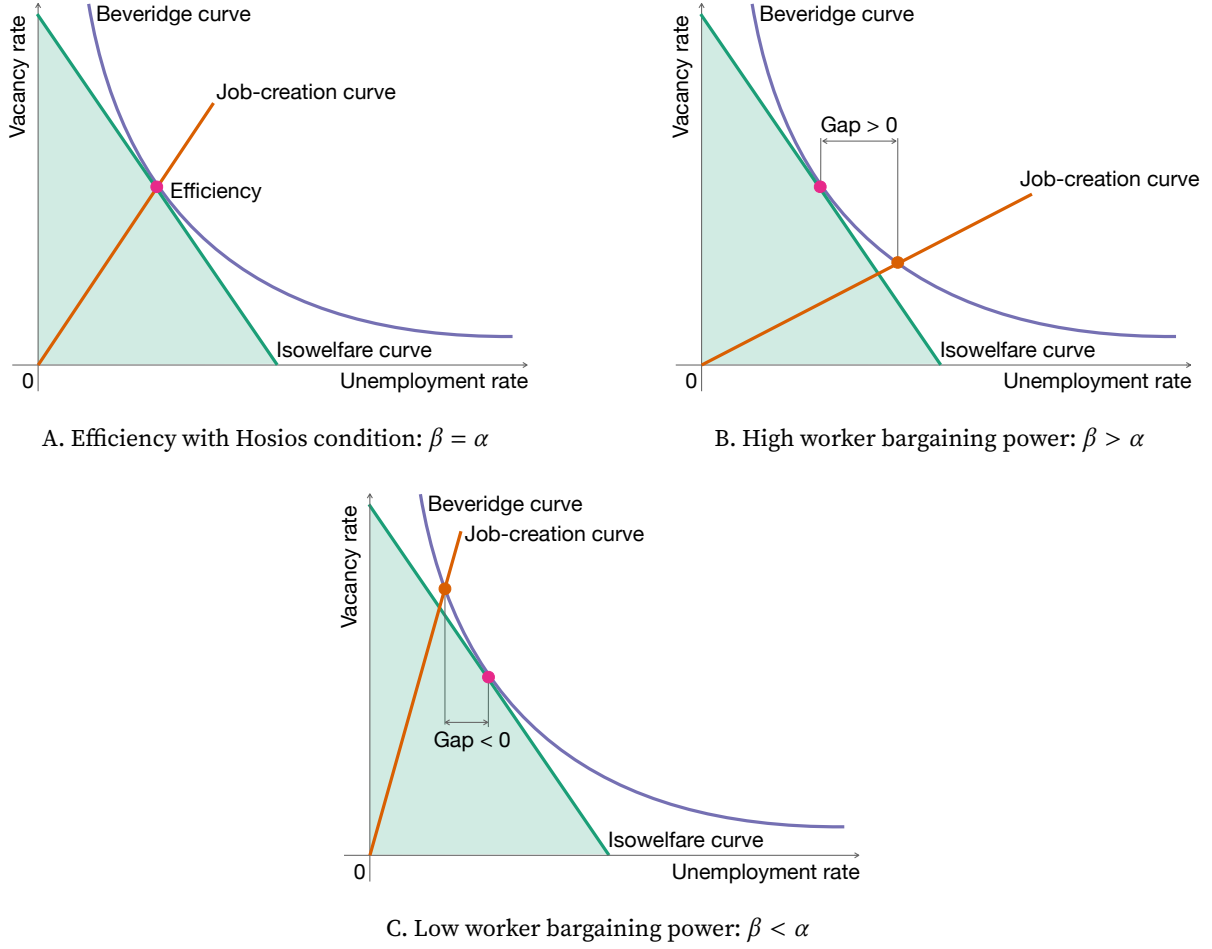 Beveridge curve
Vacancy rate
Job-creation curve
Efficiency
Isowelfare curve
0
Unemployment rate
A. Efficiency with Hosios condition: β = α
Beveridge curve
Vacancy rate
Gap > 0
Job-creation curve
Isowelfare curve
0
Unemployment rate
B. High worker bargaining power: β > α
Beveridge curve
Vacancy rate
Job-creation curve
Gap < 0
Isowelfare curve
0
Unemployment rate
C. Low worker bargaining power: β < α